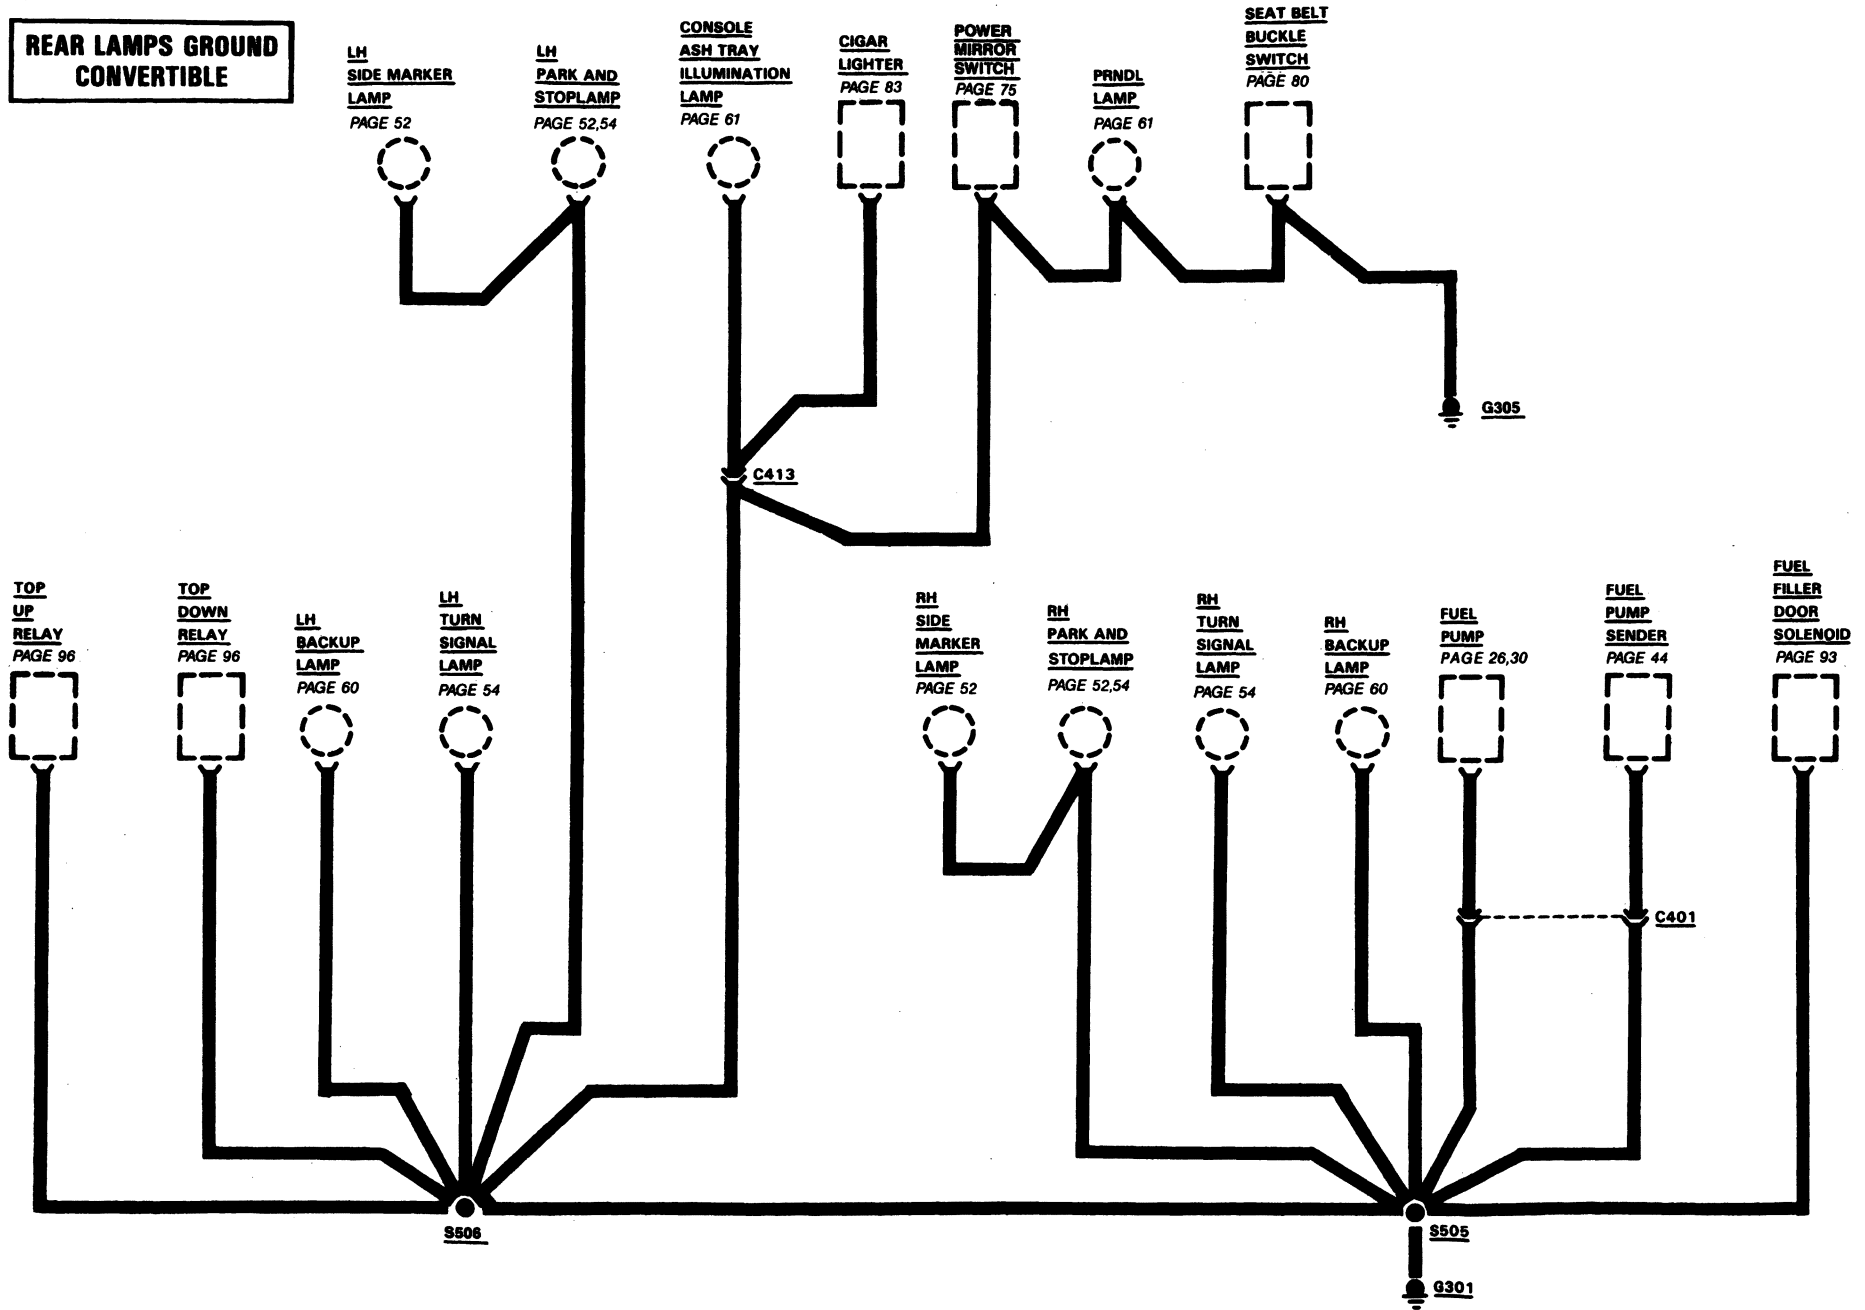 REAR LAMPS GROUND
CONVERTIBLE
LH
SIDE MARKER
LAMP
PAGE 52
LH
PARK AND
STOPLAMP
PAGE 52,54
CONSOLE
ASH TRAY
ILLUMINATION
LAMP
PAGE 61
CIGAR
LIGHTER
PAGE 83
POWER
MIRROR
SWITCH
PAGE 75
PRNDL
LAMP
PAGE 61
SEAT BELT
BUCKLE
SWITCH
PAGE 80
G305
C413
TOP
UP
RELAY
PAGE 96
TOP
DOWN
RELAY
PAGE 96
LH
BACKUP
LAMP
PAGE 60
LH
TURN
SIGNAL
LAMP
PAGE 54
RH
SIDE
MARKER
LAMP
PAGE 52
RH
PARK AND
STOPLAMP
PAGE 52,54
RH
TURN
SIGNAL
LAMP
PAGE 54
RH
BACKUP
LAMP
PAGE 60
FUEL
PUMP
PAGE 26,30
FUEL
PUMP
SENDER
PAGE 44
FUEL
FILLER
DOOR
SOLENOID
PAGE 93
C401
S506
S505
G301